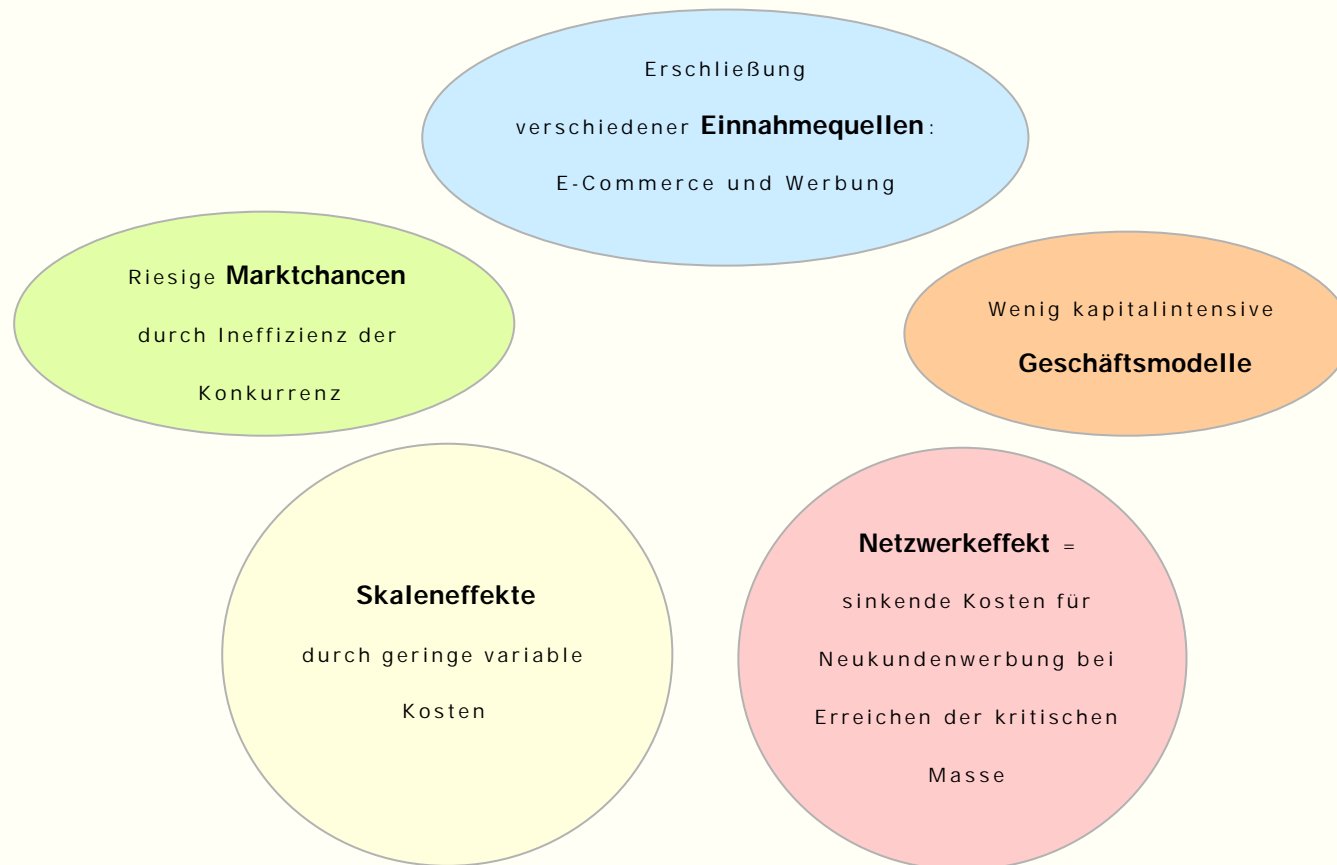 Erschließung
verschiedener Einnahmequellen:
E-Commerce und Werbung
Riesige Marktchancen
durch Ineffizienz der
Konkurrenz
Wenig kapitalintensive
Geschäftsmodelle
Skaleneffekte
durch geringe variable
Kosten
Netzwerkeffekt =
sinkende Kosten für
Neukundenwerbung bei
Erreichen der kritischen
Masse